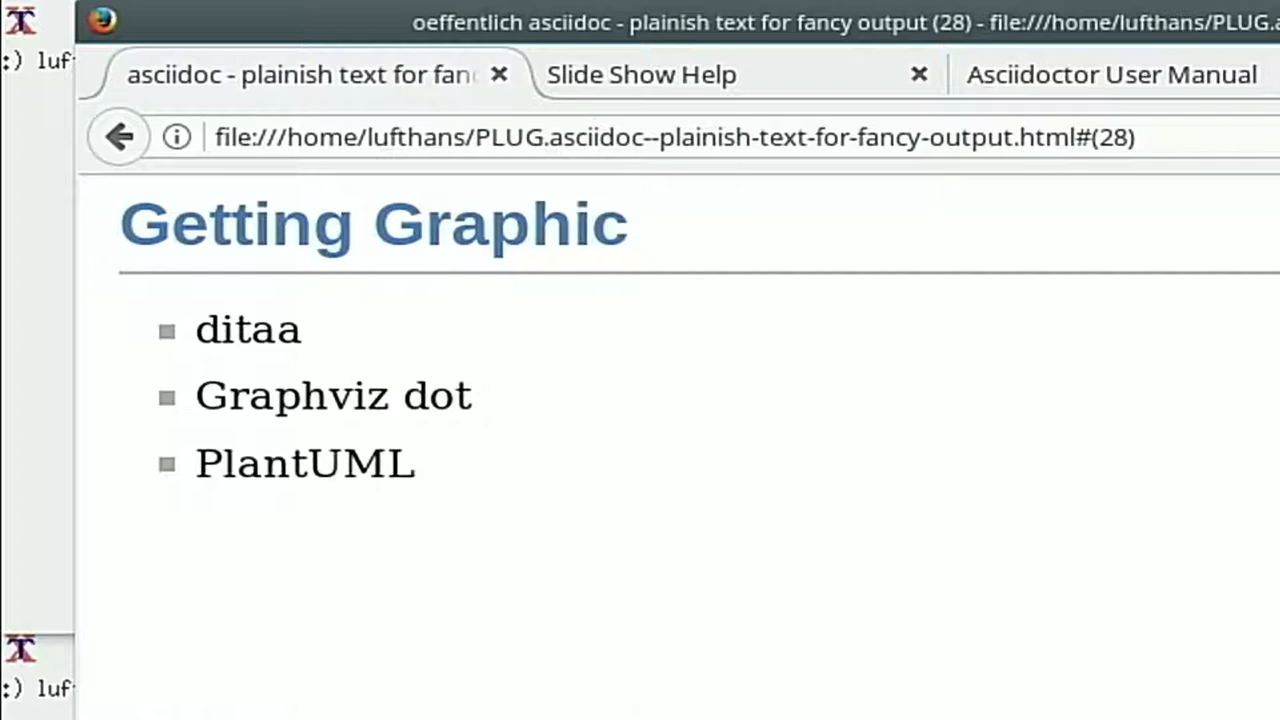 oeffentlich asciidoc - plainish text for fancy output (28) - file:///home/lufthans/PLUG.
:) luf
asciidoc - plainish text for fan
Slide Show Help
Asciidoctor User Manual
file:///home/lufthans/PLUG.asciidoc--plainish-text-for-fancy-output.html#(28)
Getting Graphic
ditaa
Graphviz dot
PlantUML
:) luf